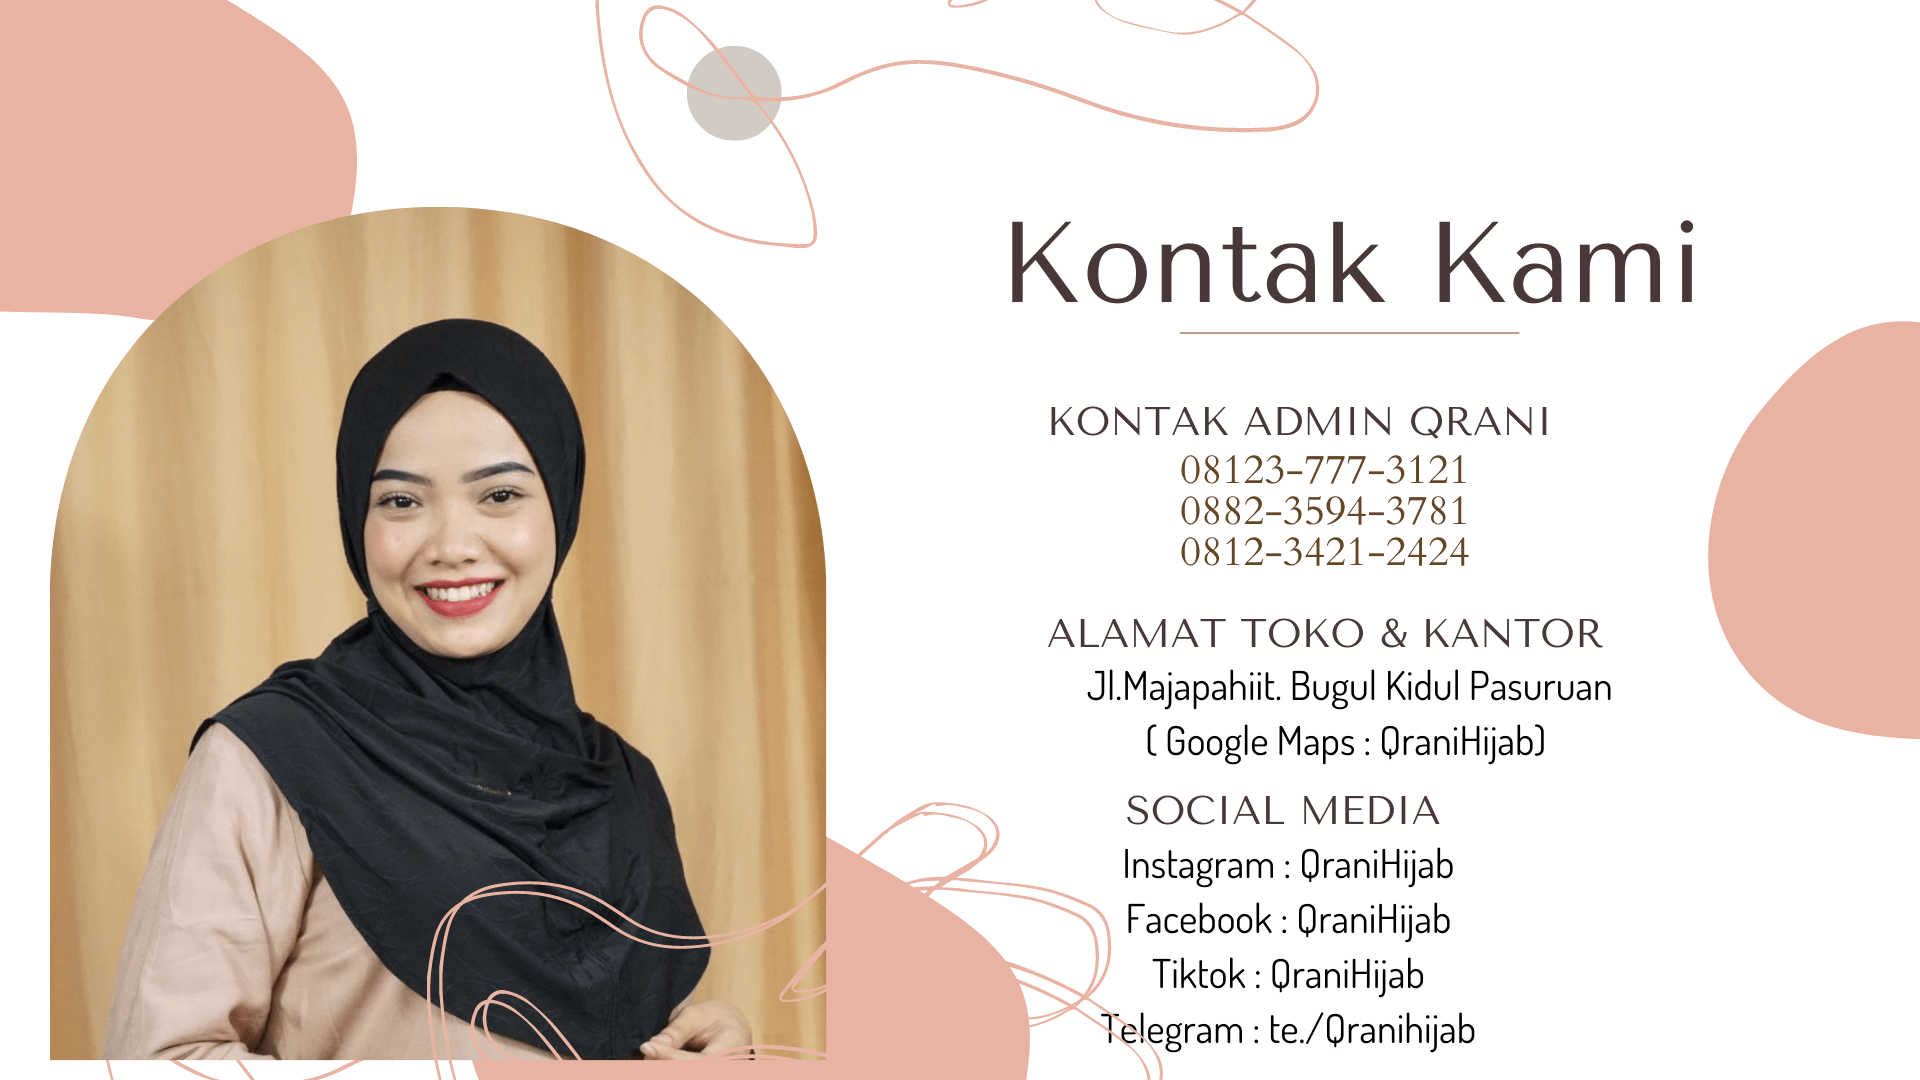 Kontak Kami
KONTAK ADMIN QRANI
08123-777-3121
0882-3594-3781
0812-3421-2424
ALAMAT TOKO & KANTOR
Jl.Majapahiit. Bugul Kidul Pasuruan
( Google Maps : QraniHijab)
SOCIAL MEDIA
Instagram : QraniHijab
Facebook : QraniHijab
Tiktok : QraniHijab
Telegram : te./Qranihijab